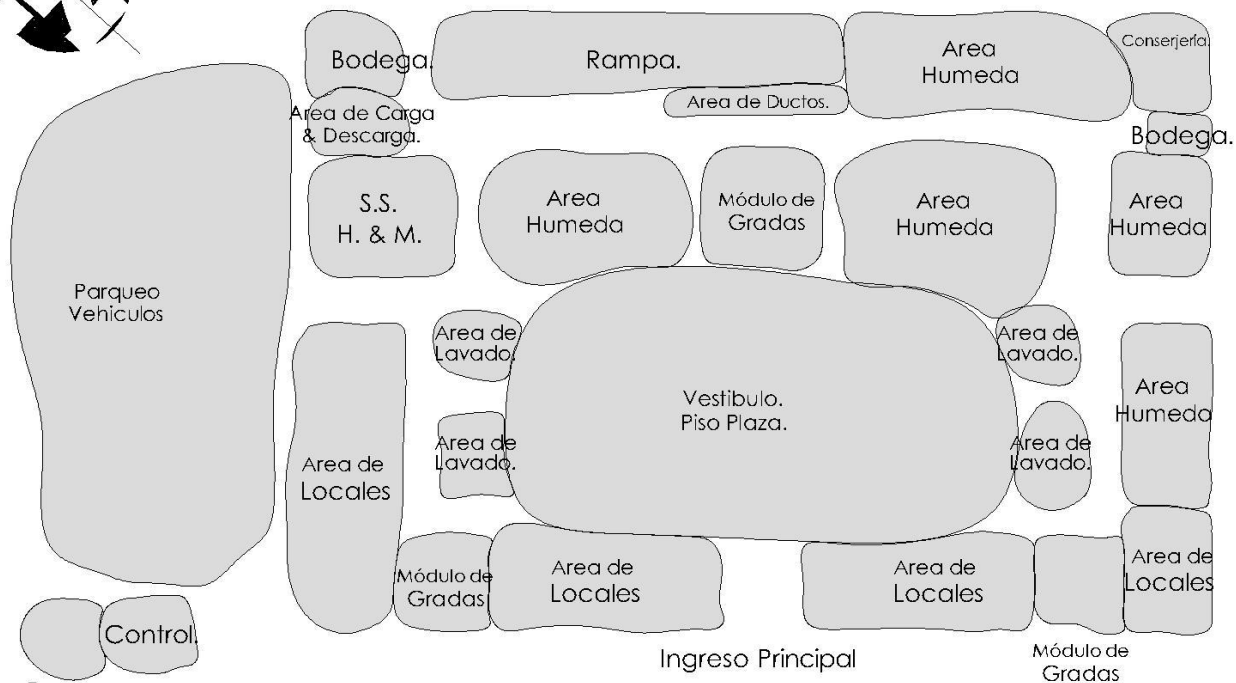 Bodega.
Rampa.
Area
Humeda
Conserjería.
Area de Carga
& Descarga.
Area de Ductos.
Bodega.
S.S.
H. & M.
Area
Humeda
Módulo de
Gradas
Area
Humeda
Area
Humeda
Parqueo
Vehiculos
Area de
Lavado.
Area de
Lavado.
Vestibulo.
Piso Plaza.
Area
Humeda
Area de
Lavado.
Area de
Lavado.
Area de
Locales
Módulo de
Gradas
Area de
Locales
Area de
Locales
Area de
Locales
Control.
Ingreso Principal
Módulo de
Gradas